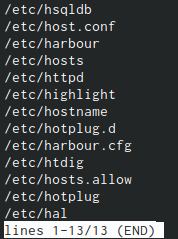 /etc/hsqldb
/etc/host.conf
/etc/harbour
/etc/hosts
/etc/httpd
/etc/highlight
/etc/hostname
/etc/hotplug.d
/etc/harbour.cfg
/etc/htdig
/etc/hosts.allow
/etc/hotplug
/etc/hal
lines 1-13/13 (END)